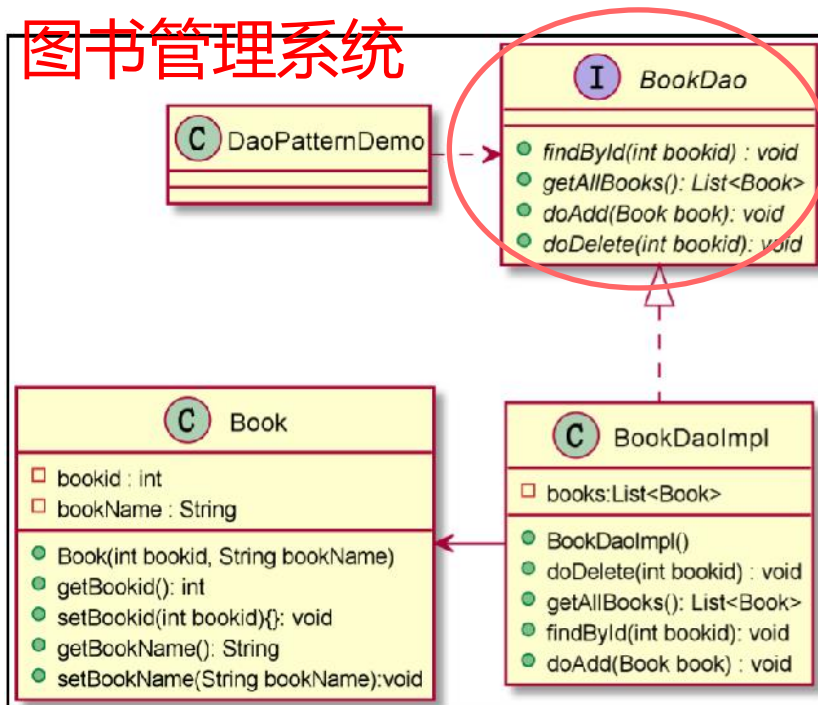 图书管理系统
I BookDao
findById(int bookid) : void
getAllBooks(): List<Book>
doAdd(Book book): void
doDelete(int bookid): void
C DaoPatternDemo
C Book
bookid : int
bookName : String
Book(int bookid, String bookName)
getBookid(): int
setBookid(int bookid){}: void
getBookName(): String
setBookName(String bookName):void
C BookDaoImpl
books:List<Book>
BookDaoImpl()
doDelete(int bookid) : void
getAllBooks(): List<Book>
findById(int bookid): void
doAdd(Book book) : void